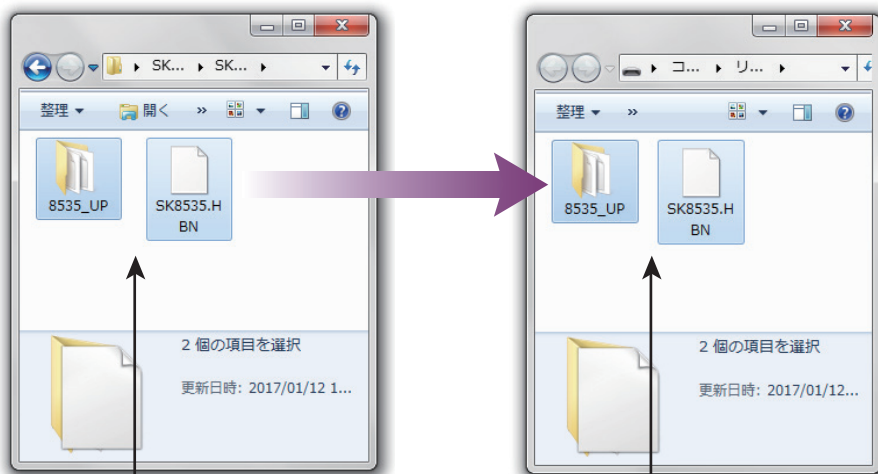 SK... SK...
整理 開く »
8535_UP
SK8535.H
BN
2 個の項目を選択
更新日時: 2017/01/12 1...
コ... リ...
整理 »
8535_UP
SK8535.H
BN
2 個の項目を選択
更新日時: 2017/01/12...